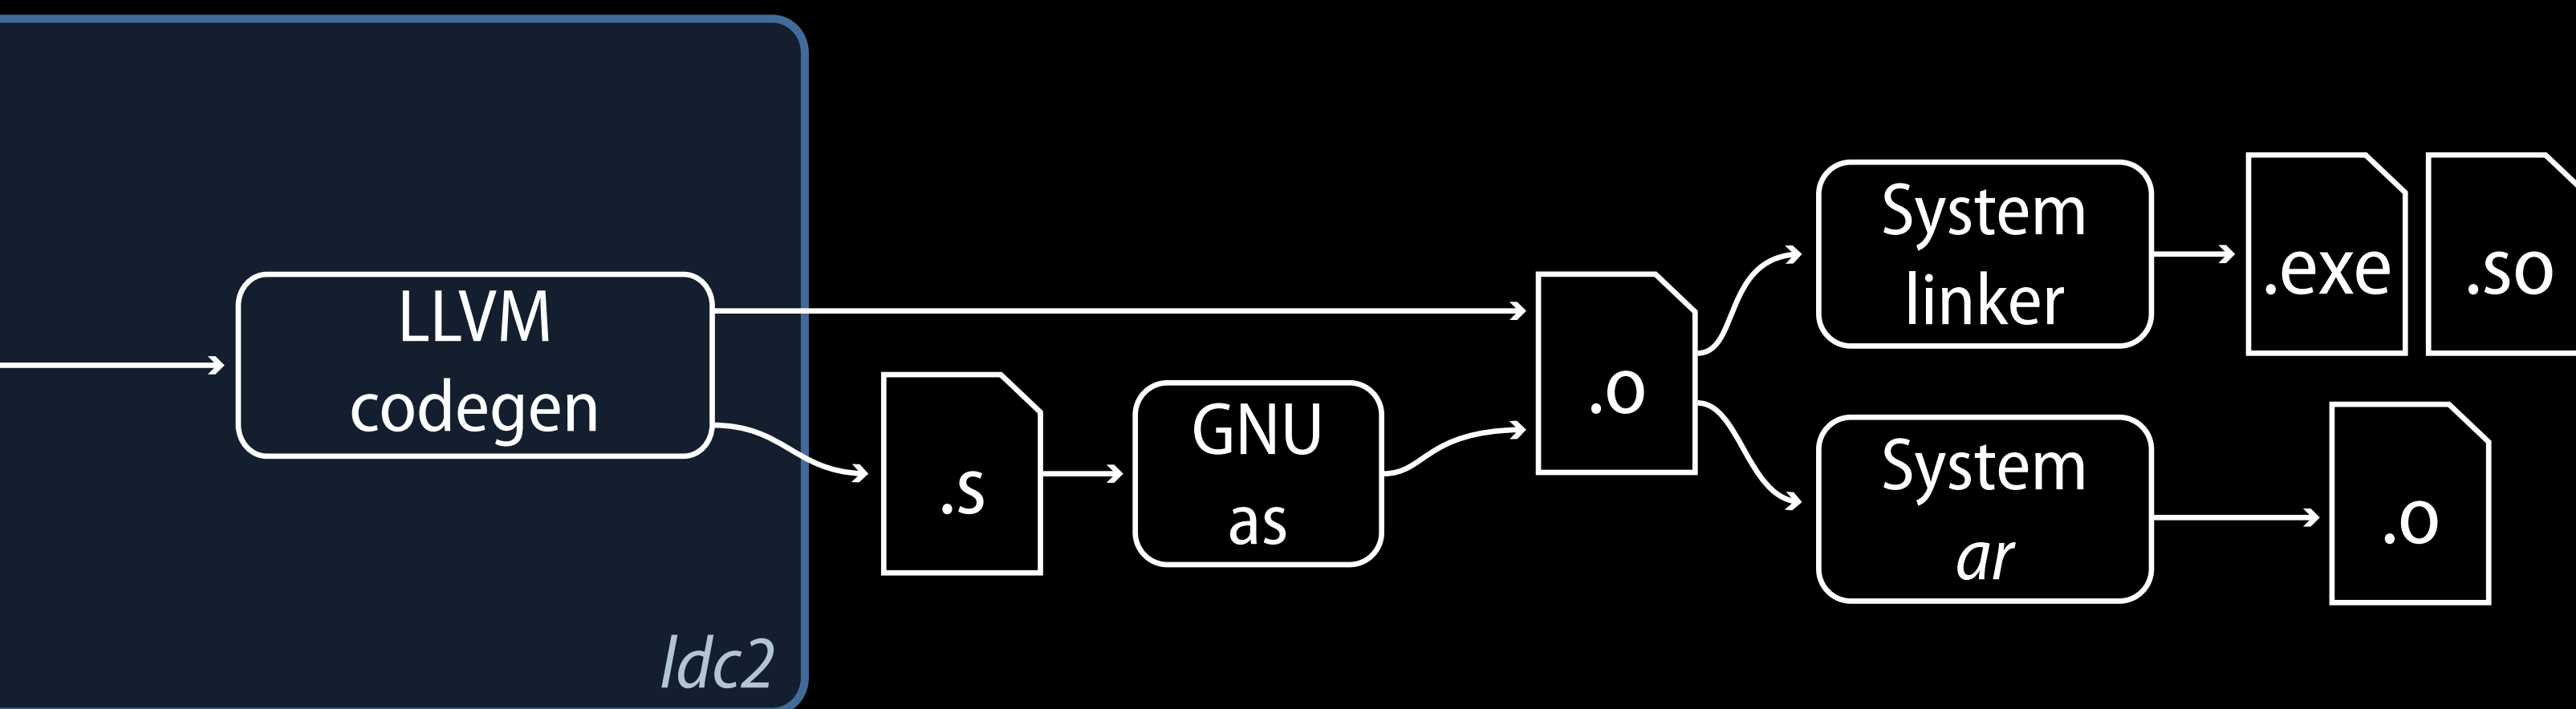 LLVM
codegen
ldc2
.s
GNU
as
.o
System
linker
.exe
.so
System
ar
.o